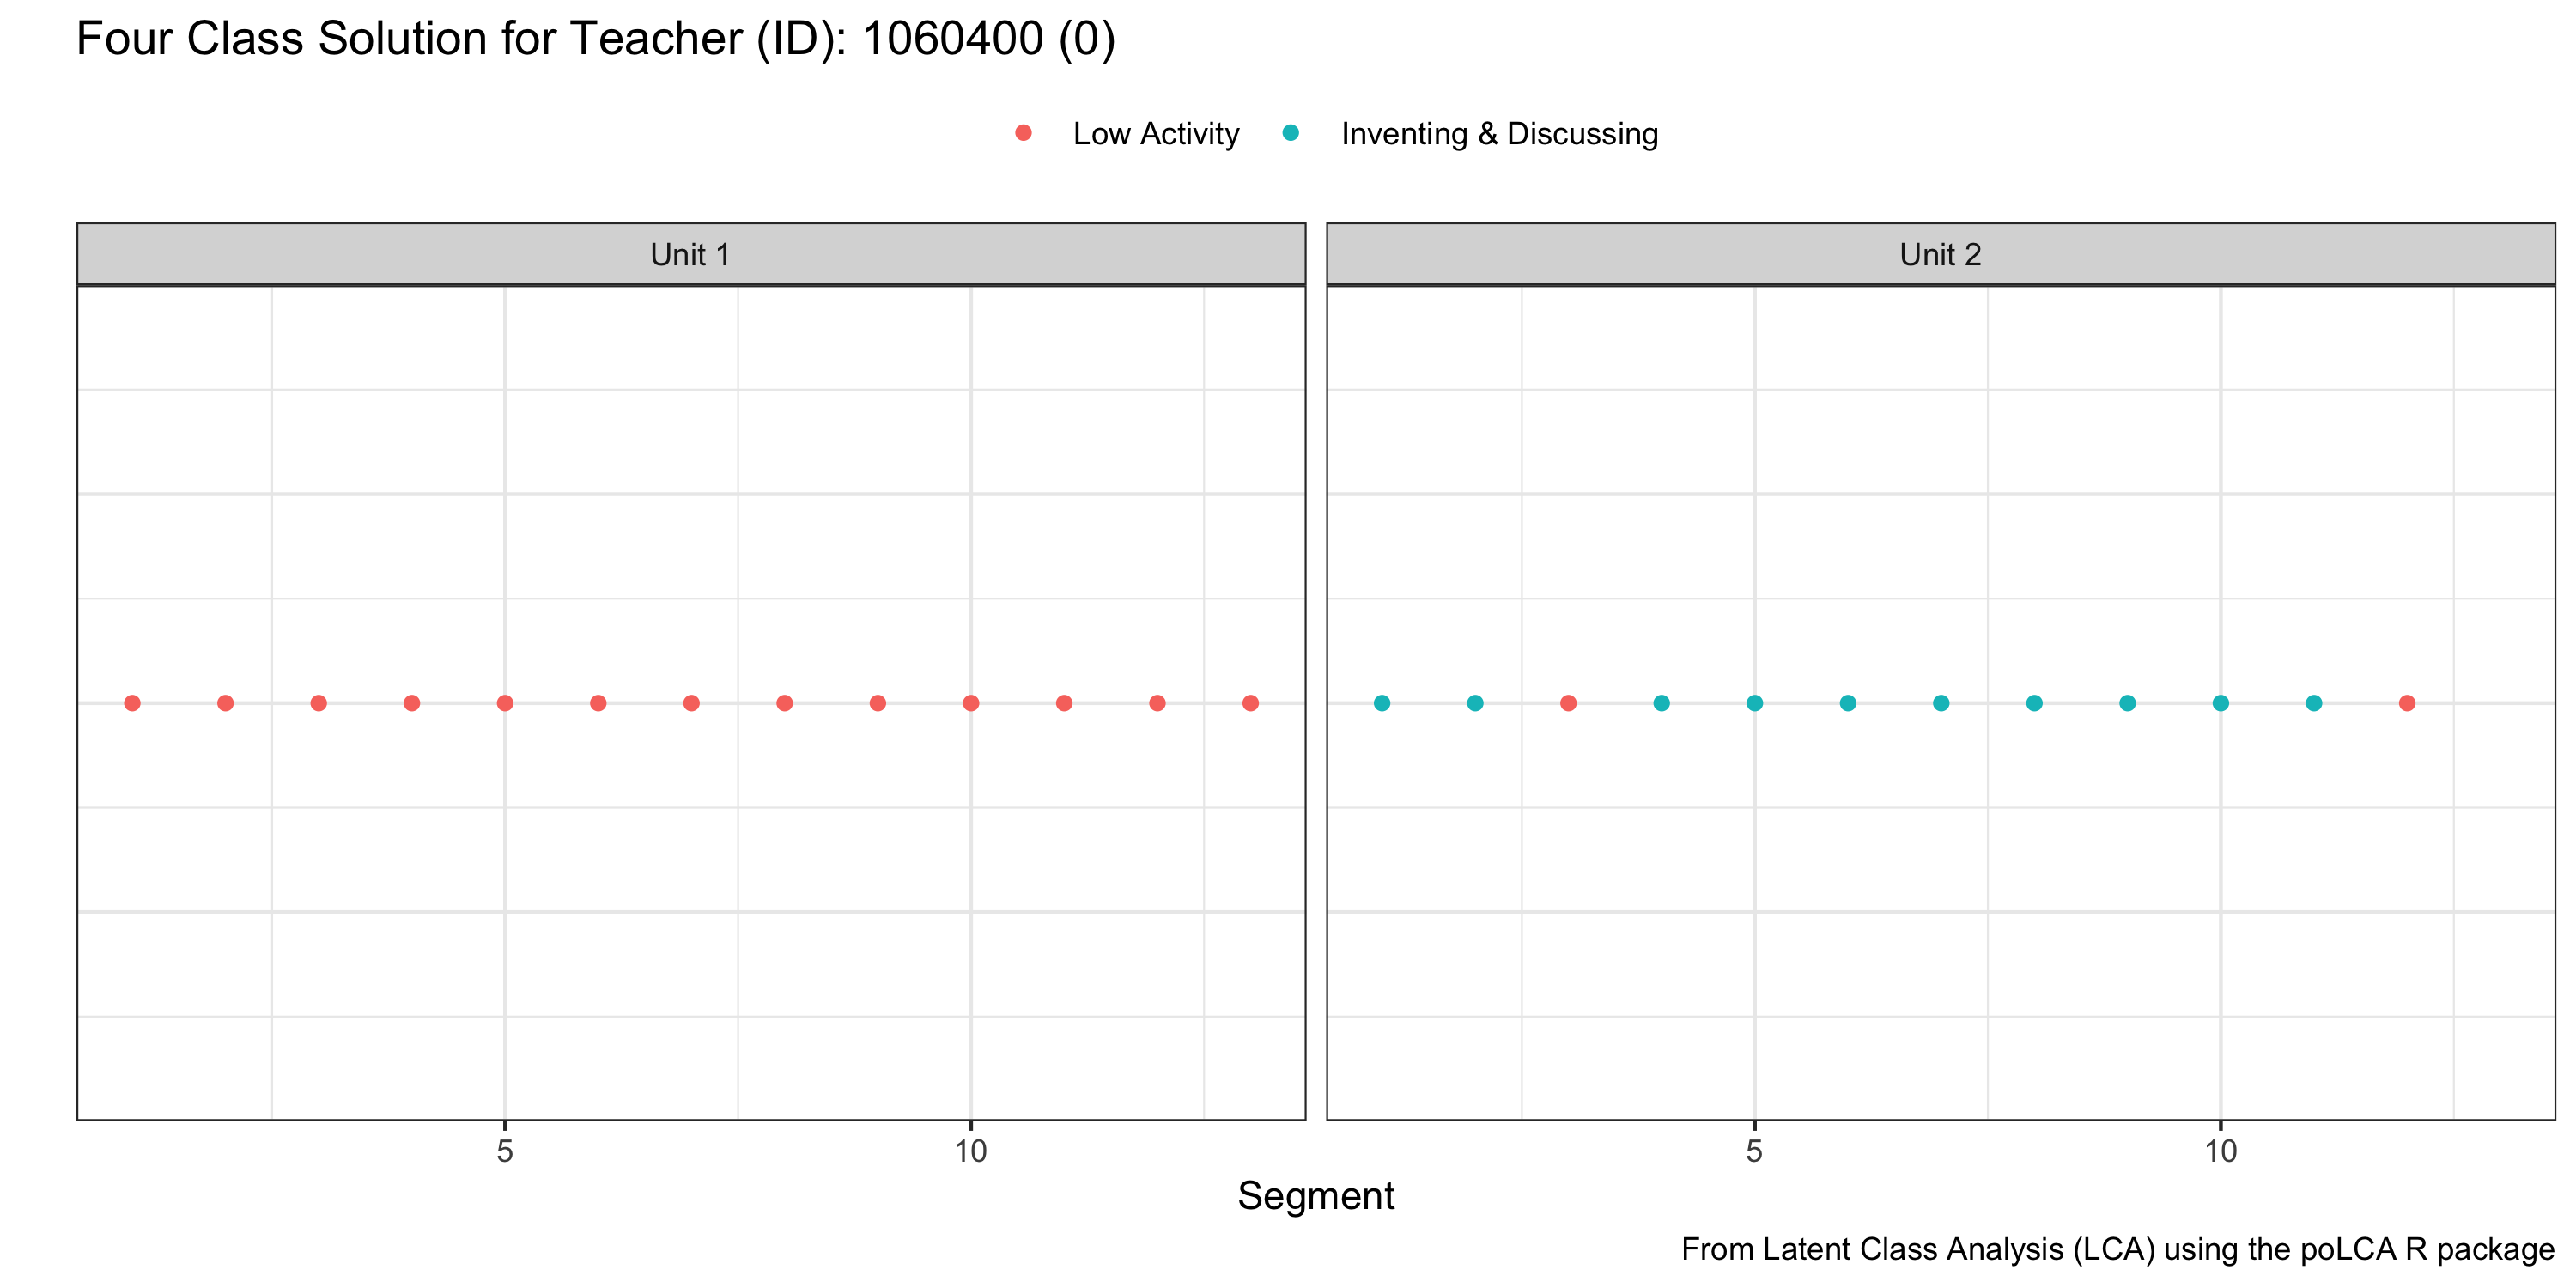 Four Class Solution for Teacher (ID): 1060400 (0)
Low Activity Inventing & Discussing
Unit 1 Unit 2
5 10 5 10
Segment
From Latent Class Analysis (LCA) using the poLCA R package